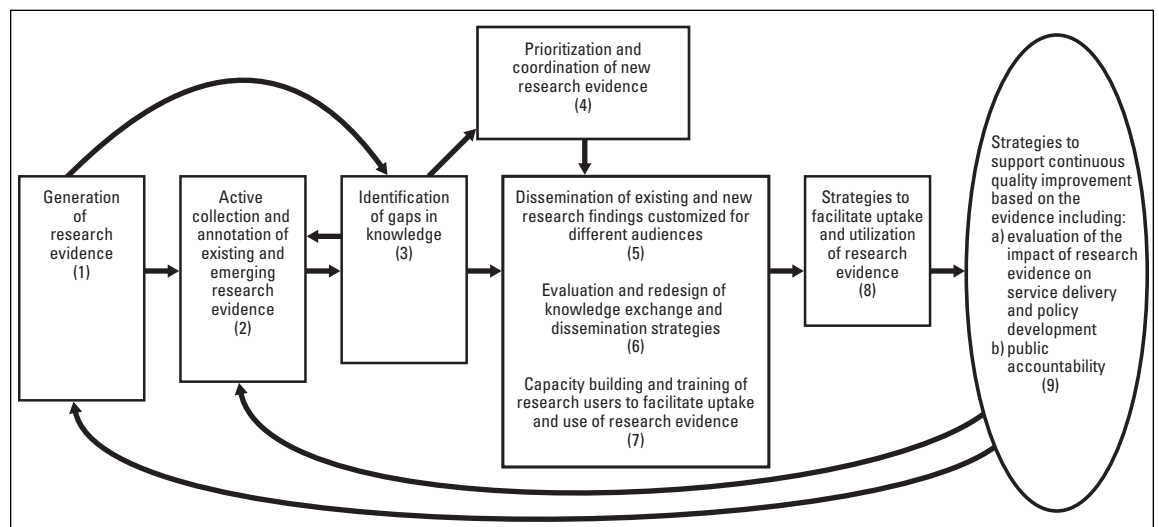 Generation
of
research
evidence
(1)
Active
collection and
annotation of
existing and
emerging
research
evidence
(2)
Identification
of gaps in
knowledge
(3)
Prioritization and
coordination of new
research evidence
(4)
Dissemination of existing and new
research findings customized for
different audiences
(5)
Evaluation and redesign of
knowledge exchange and
dissemination strategies
(6)
Capacity building and training of
research users to facilitate uptake
and use of research evidence
(7)
Strategies to
facilitate uptake
and utilization
of research
evidence
(8)
Strategies to
support continuous
quality improvement
based on the
evidence including:
a) evaluation of the
impact of research
evidence on
service delivery
and policy
development
b) public
accountability
(9)